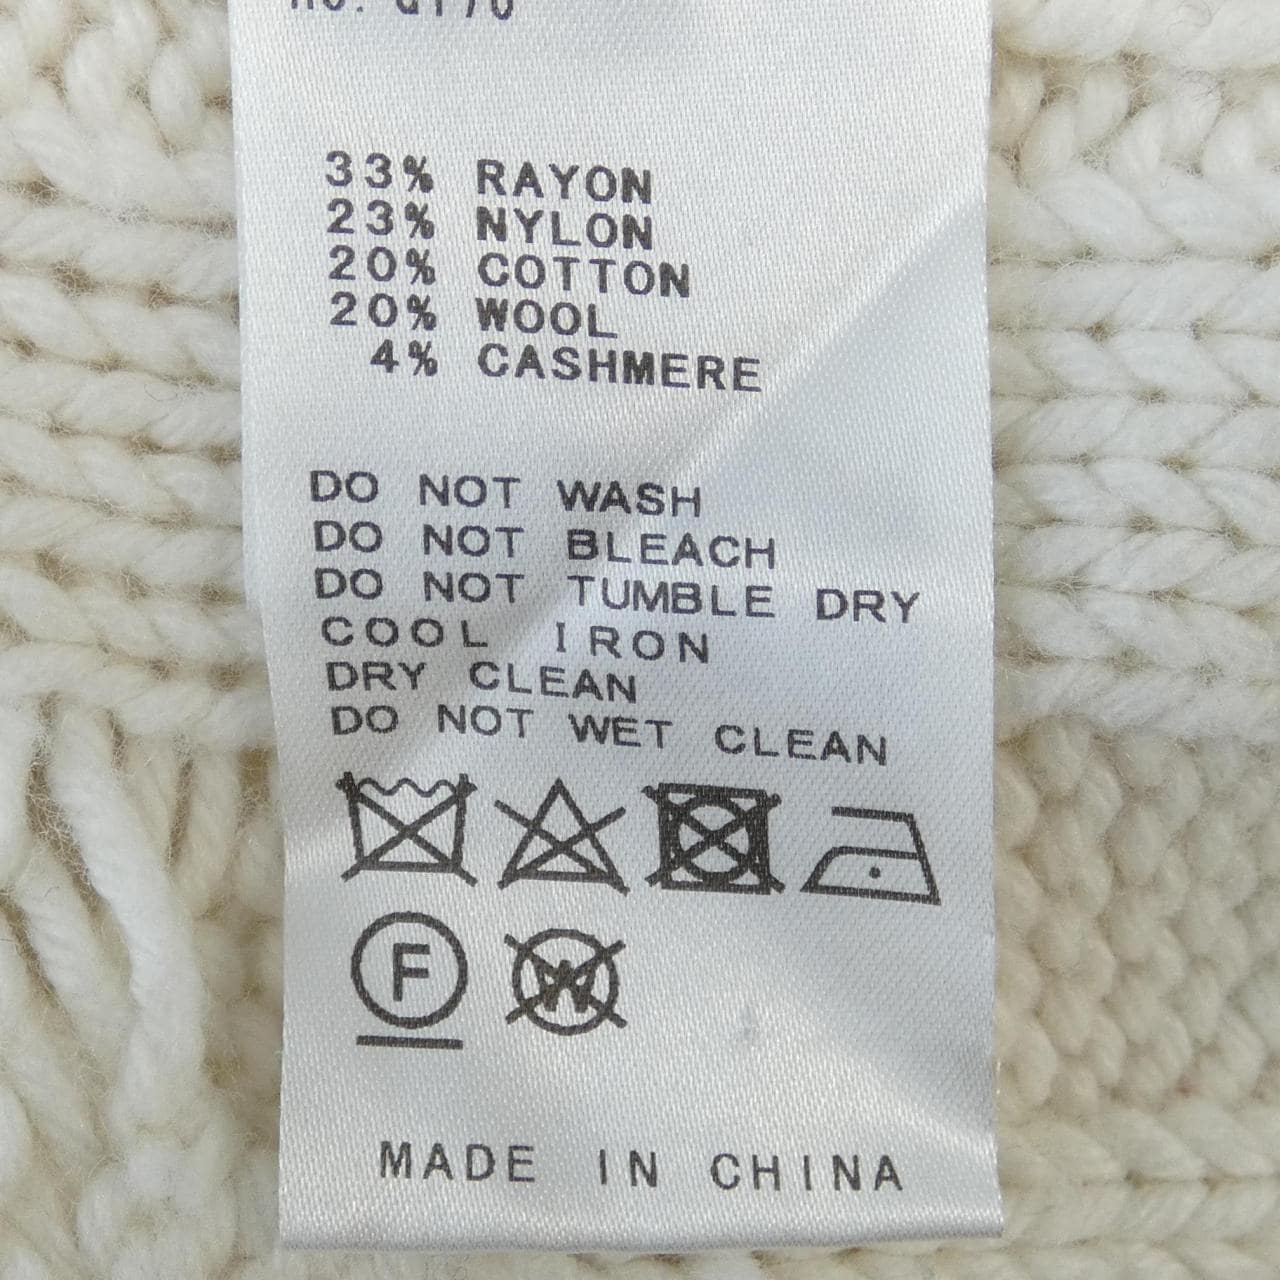 33% RAYON
23% NYLON
20% COTTON
20% WOOL
4% CASHMERE
DO NOT WASH
DO NOT BLEACH
DO NOT TUMBLE DRY
COOL IRON
DRY CLEAN
DO NOT WET CLEAN
F W
MADE IN CHINA